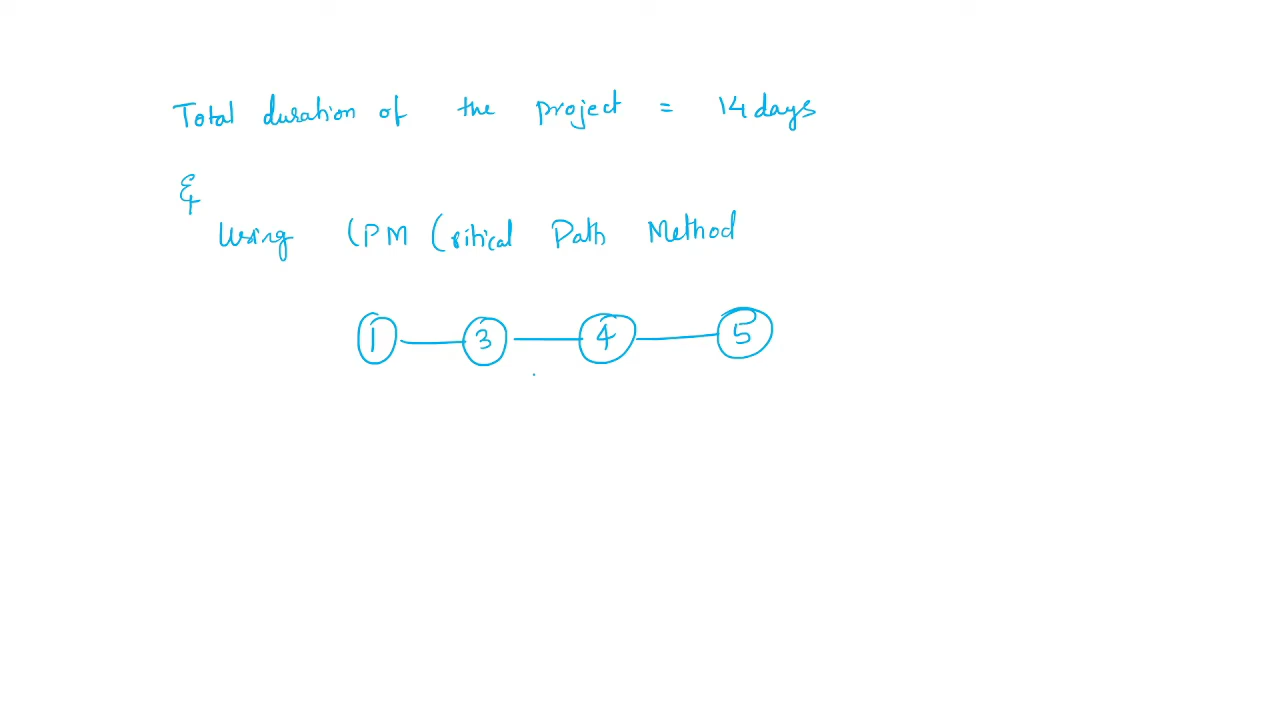 Total duration of the project = 14 days
&
Using CPM Critical Path Method
1 3 4 5